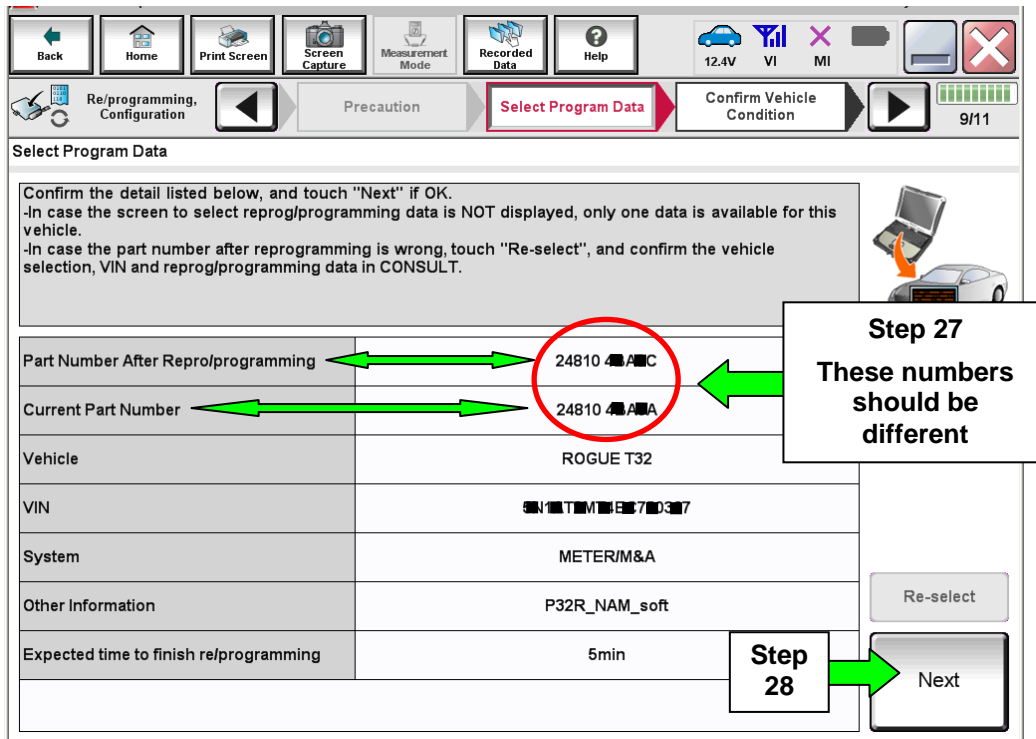 Back
Home
Print Screen
Screen
Capture
Measurement
Mode
Recorded
Data
Help
12.4V
VI
MI
Re/programming,
Configuration
Precaution
Select Program Data
Confirm Vehicle
Condition
9/11
Select Program Data
Confirm the detail listed below, and touch "Next" if OK.
-In case the screen to select reprog/programming data is NOT displayed, only one data is available for this
vehicle.
-In case the part number after reprogramming is wrong, touch "Re-select", and confirm the vehicle
selection, VIN and reprog/programming data in CONSULT.
Step 27
These numbers
should be
different
Part Number After Repro/programming
24810
Current Part Number
24810
Vehicle
ROGUE T32
VIN
System
METER/M&A
Other Information
P32R_NAM_soft
Re-select
Expected time to finish re/programming
5min
Step
28
Next